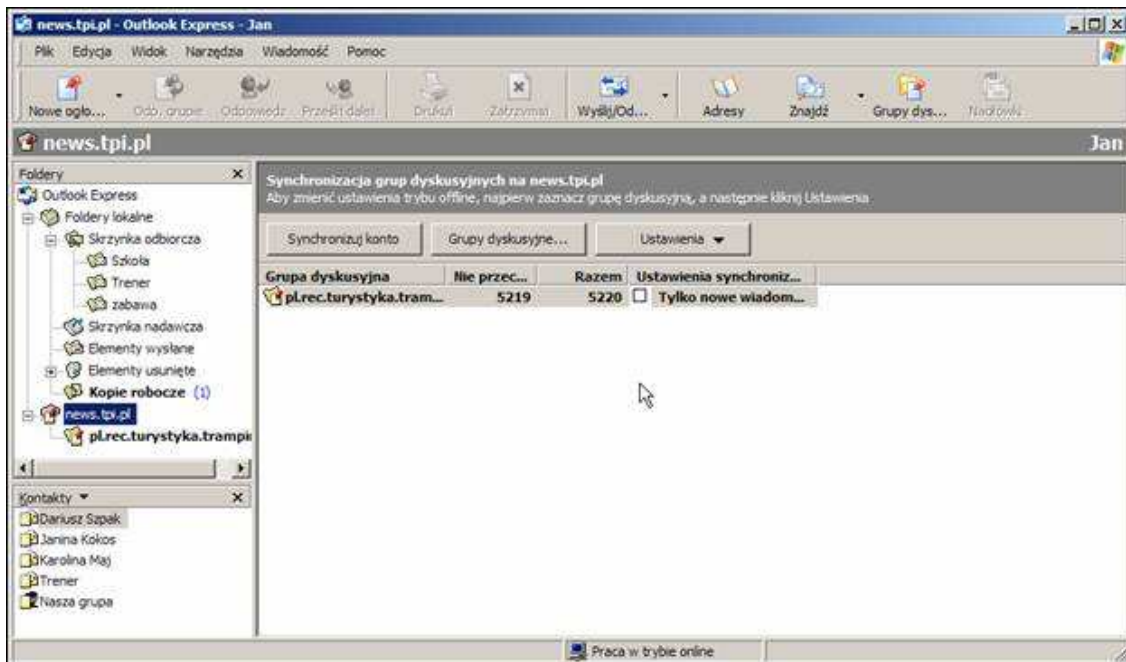 news.tpi.pl - Outlook Express - Jan
Plik Edycja Widok Narzędzia Wiadomość Pomoc
Nowe ogło... Odb. grupie Odpowiedz Prześlij dalej Drukuj Zatrzymaj Wyślij/Od... Adresy Znajdź Grupy dys... Nagłówki
news.tpi.pl Jan
Foldery
Outlook Express
Foldery lokalne
Skrzynka odbiorcza
Szkoła
Trener
zabawa
Skrzynka nadawcza
Elementy wysłane
Elementy usunięte
Kopie robocze (1)
news.tpi.pl
pl.rec.turystyka.trampi
Kontakty
Dariusz Szpak
Janina Kokos
Karolina Maj
Trener
Nasza grupa
Synchronizacja grup dyskusyjnych na news.tpi.pl
Aby zmienić ustawienia trybu offline, najpierw zaznacz grupę dyskusyjną, a następnie kliknij Ustawienia
Synchronizuj konto Grupy dyskusyjne... Ustawienia
Grupa dyskusyjna Nie przec... Razem Ustawienia synchroniz...
pl.rec.turystyka.tram... 5219 5220 Tylko nowe wiadom...
Praca w trybie online